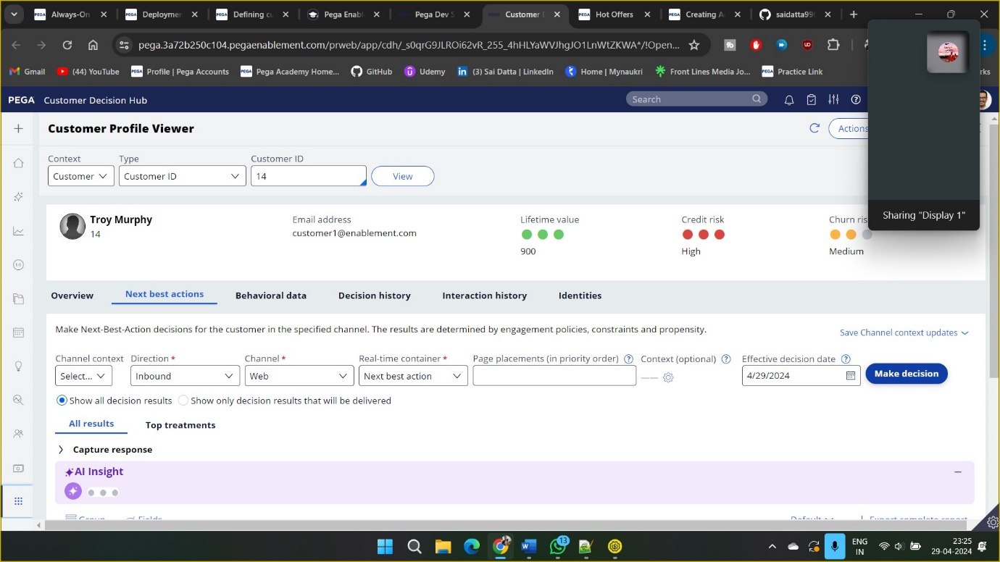 Always-On
Deploymen
Defining cu
Pega Enab
Pega Dev S
Customer D
Hot Offers
Creating A
saidatta99
pega.3a72b250c104.pegaenablement.com/prweb/app/cdh/_s0qrG9JLROi62vR_255_4hHLYaWVJhgJO1LnWtZKWA*/!Open...
Gmail
(44) YouTube
Profile | Pega Accounts
Pega Academy Home...
GitHub
Udemy
(3) Sai Datta | LinkedIn
Home | Mynaukri
Front Lines Media Jo...
Practice Link
rks
PEGA Customer Decision Hub
Search
Sharing "Display 1"
Customer Profile Viewer
Actions
Context
Type
Customer ID
Customer
Customer ID
14
View
Troy Murphy
14
Email address
customer1@enablement.com
Lifetime value
900
Credit risk
High
Churn ris
Medium
Overview
Next best actions
Behavioral data
Decision history
Interaction history
Identities
Make Next-Best-Action decisions for the customer in the specified channel. The results are determined by engagement policies, constraints and propensity.
Save Channel context updates
Channel context
Direction *
Channel *
Real-time container *
Page placements (in priority order)
Context (optional)
Effective decision date
Select...
Inbound
Web
Next best action
——
4/29/2024
Make decision
Show all decision results
Show only decision results that will be delivered
All results
Top treatments
Capture response
AI Insight
Group
Fields
Default
Export complete report
13
ENG
IN
23:25
29-04-2024